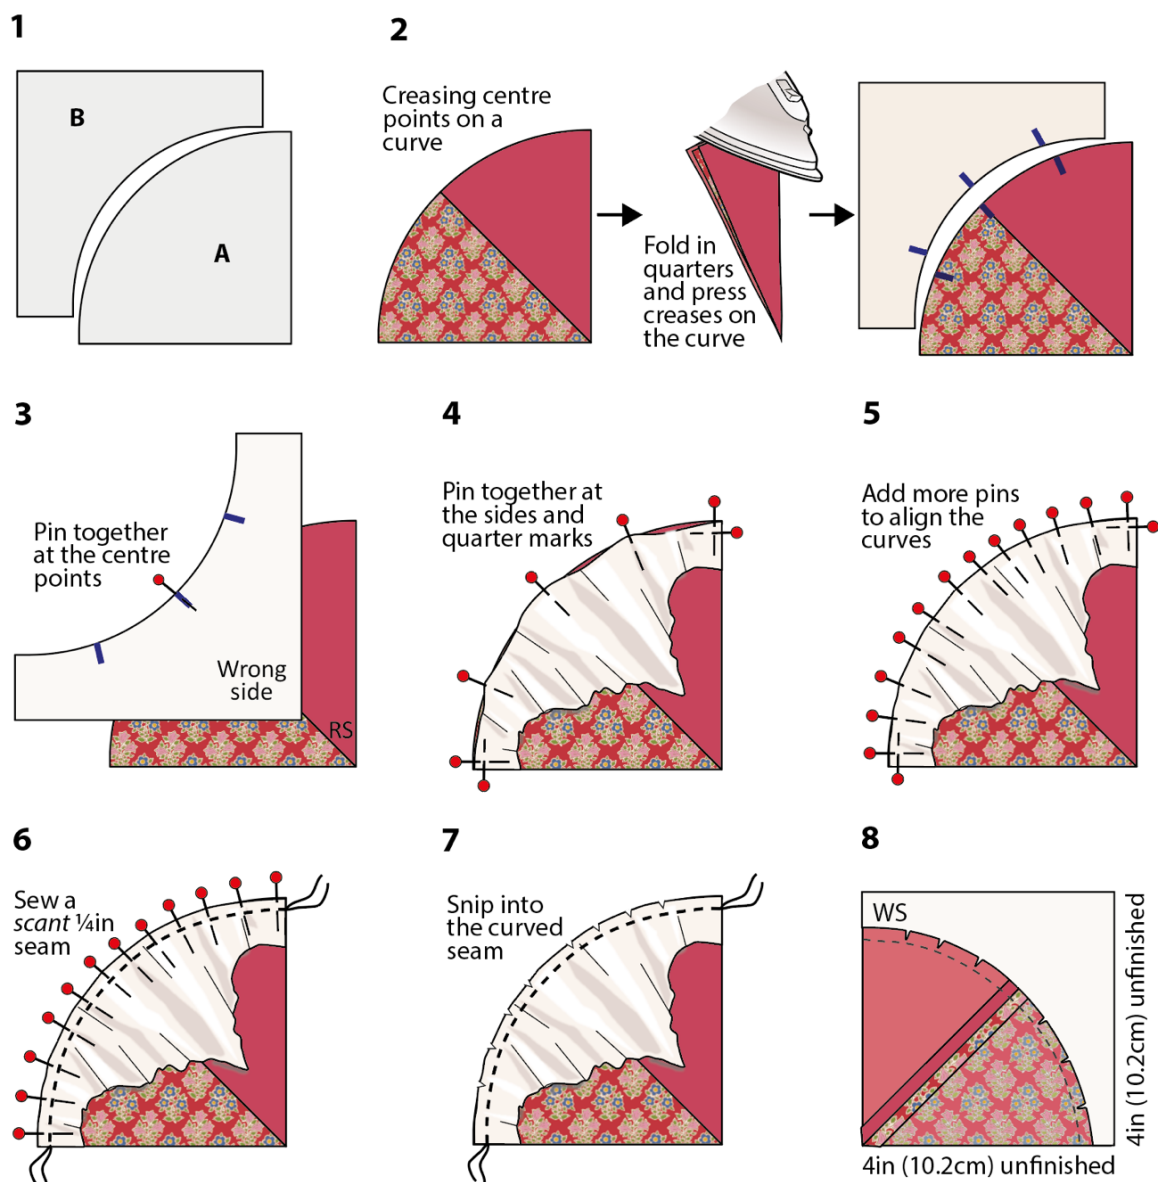 1
B
A
2
Creasing centre
points on a
curve
Fold in
quarters
and press
creases on
the curve
3
Pin together
at the centre
points
Wrong
side
RS
4
Pin together at
the sides and
quarter marks
5
Add more pins
to align the
curves
6
Sew a
scant ¼in
seam
7
Snip into
the curved
seam
8
WS
4in (10.2cm) unfinished
4in (10.2cm) unfinished